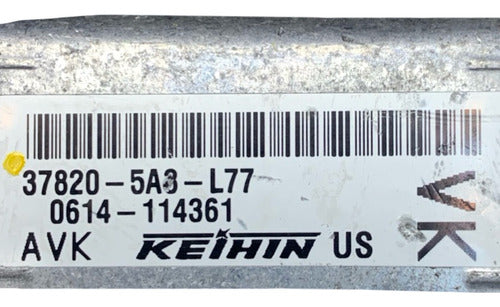 37820-5A3-L77
0614-114361
AVK KEIHIN US
VK